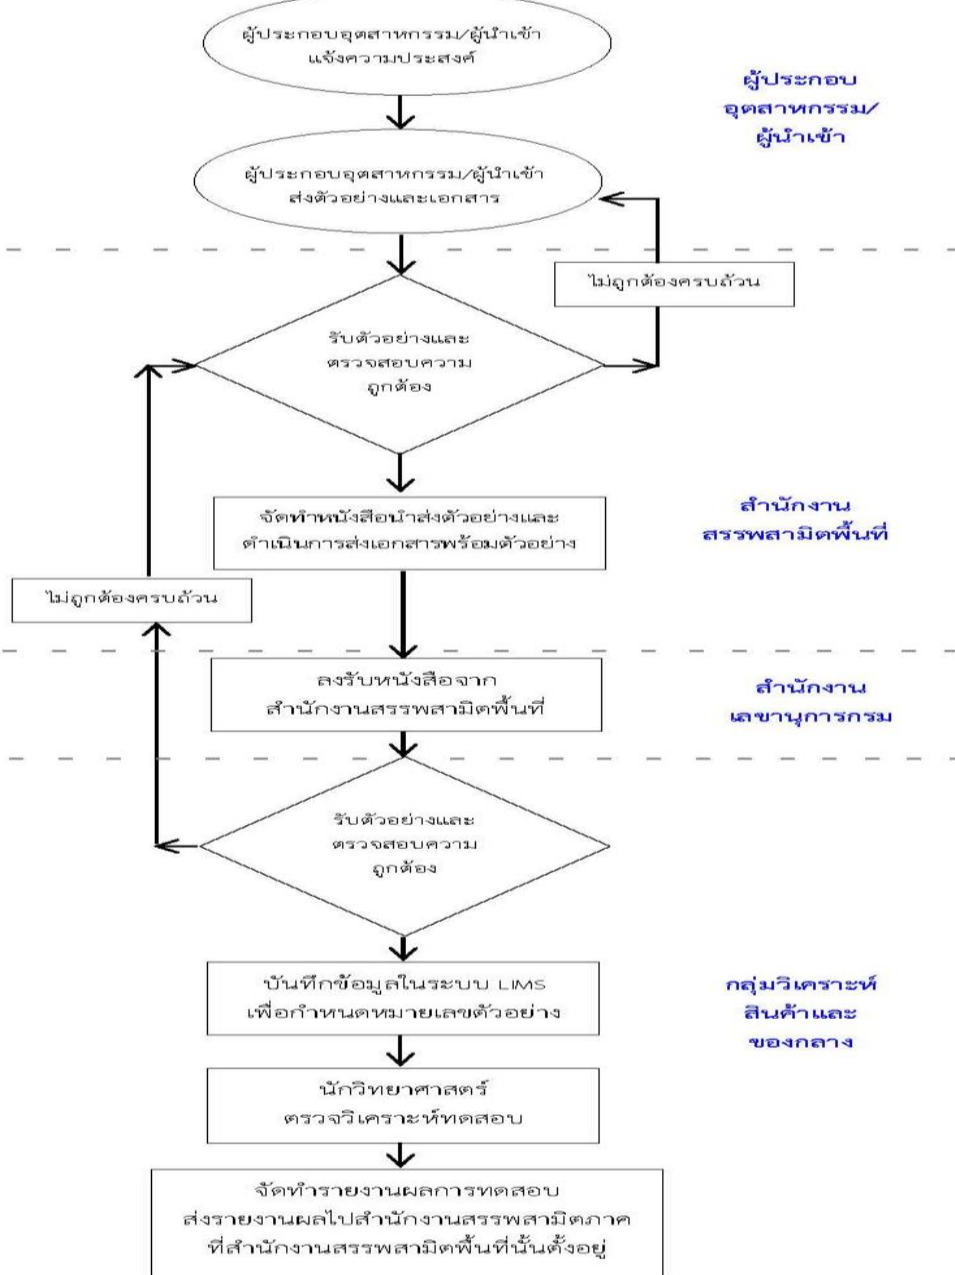 ผู้ประกอบอุตสาหกรรม/ผู้นำเข้า
แจ้งความประสงค์
ผู้ประกอบ
อุตสาหกรรม/
ผู้นำเข้า
ผู้ประกอบอุตสาหกรรม/ผู้นำเข้า
ส่งตัวอย่างและเอกสาร
ไม่ถูกต้องครบถ้วน
รับตัวอย่างและ
ตรวจสอบความ
ถูกต้อง
จัดทำหนังสือนำส่งตัวอย่างและ
ดำเนินการส่งเอกสารพร้อมตัวอย่าง
สำนักงาน
สรรพสามิตพื้นที่
ไม่ถูกต้องครบถ้วน
ลงรับหนังสือจาก
สำนักงานสรรพสามิตพื้นที่
สำนักงาน
เลขานุการกรม
รับตัวอย่างและ
ตรวจสอบความ
ถูกต้อง
บันทึกข้อมูลในระบบ LIMS
เพื่อกำหนดหมายเลขตัวอย่าง
กลุ่มวิเคราะห์
สินค้าและ
ของกลาง
นักวิทยาศาสตร์
ตรวจวิเคราะห์ทดสอบ
จัดทำรายงานผลการทดสอบ
ส่งรายงานผลไปสำนักงานสรรพสามิตภาค
ที่สำนักงานสรรพสามิตพื้นที่นั้นตั้งอยู่